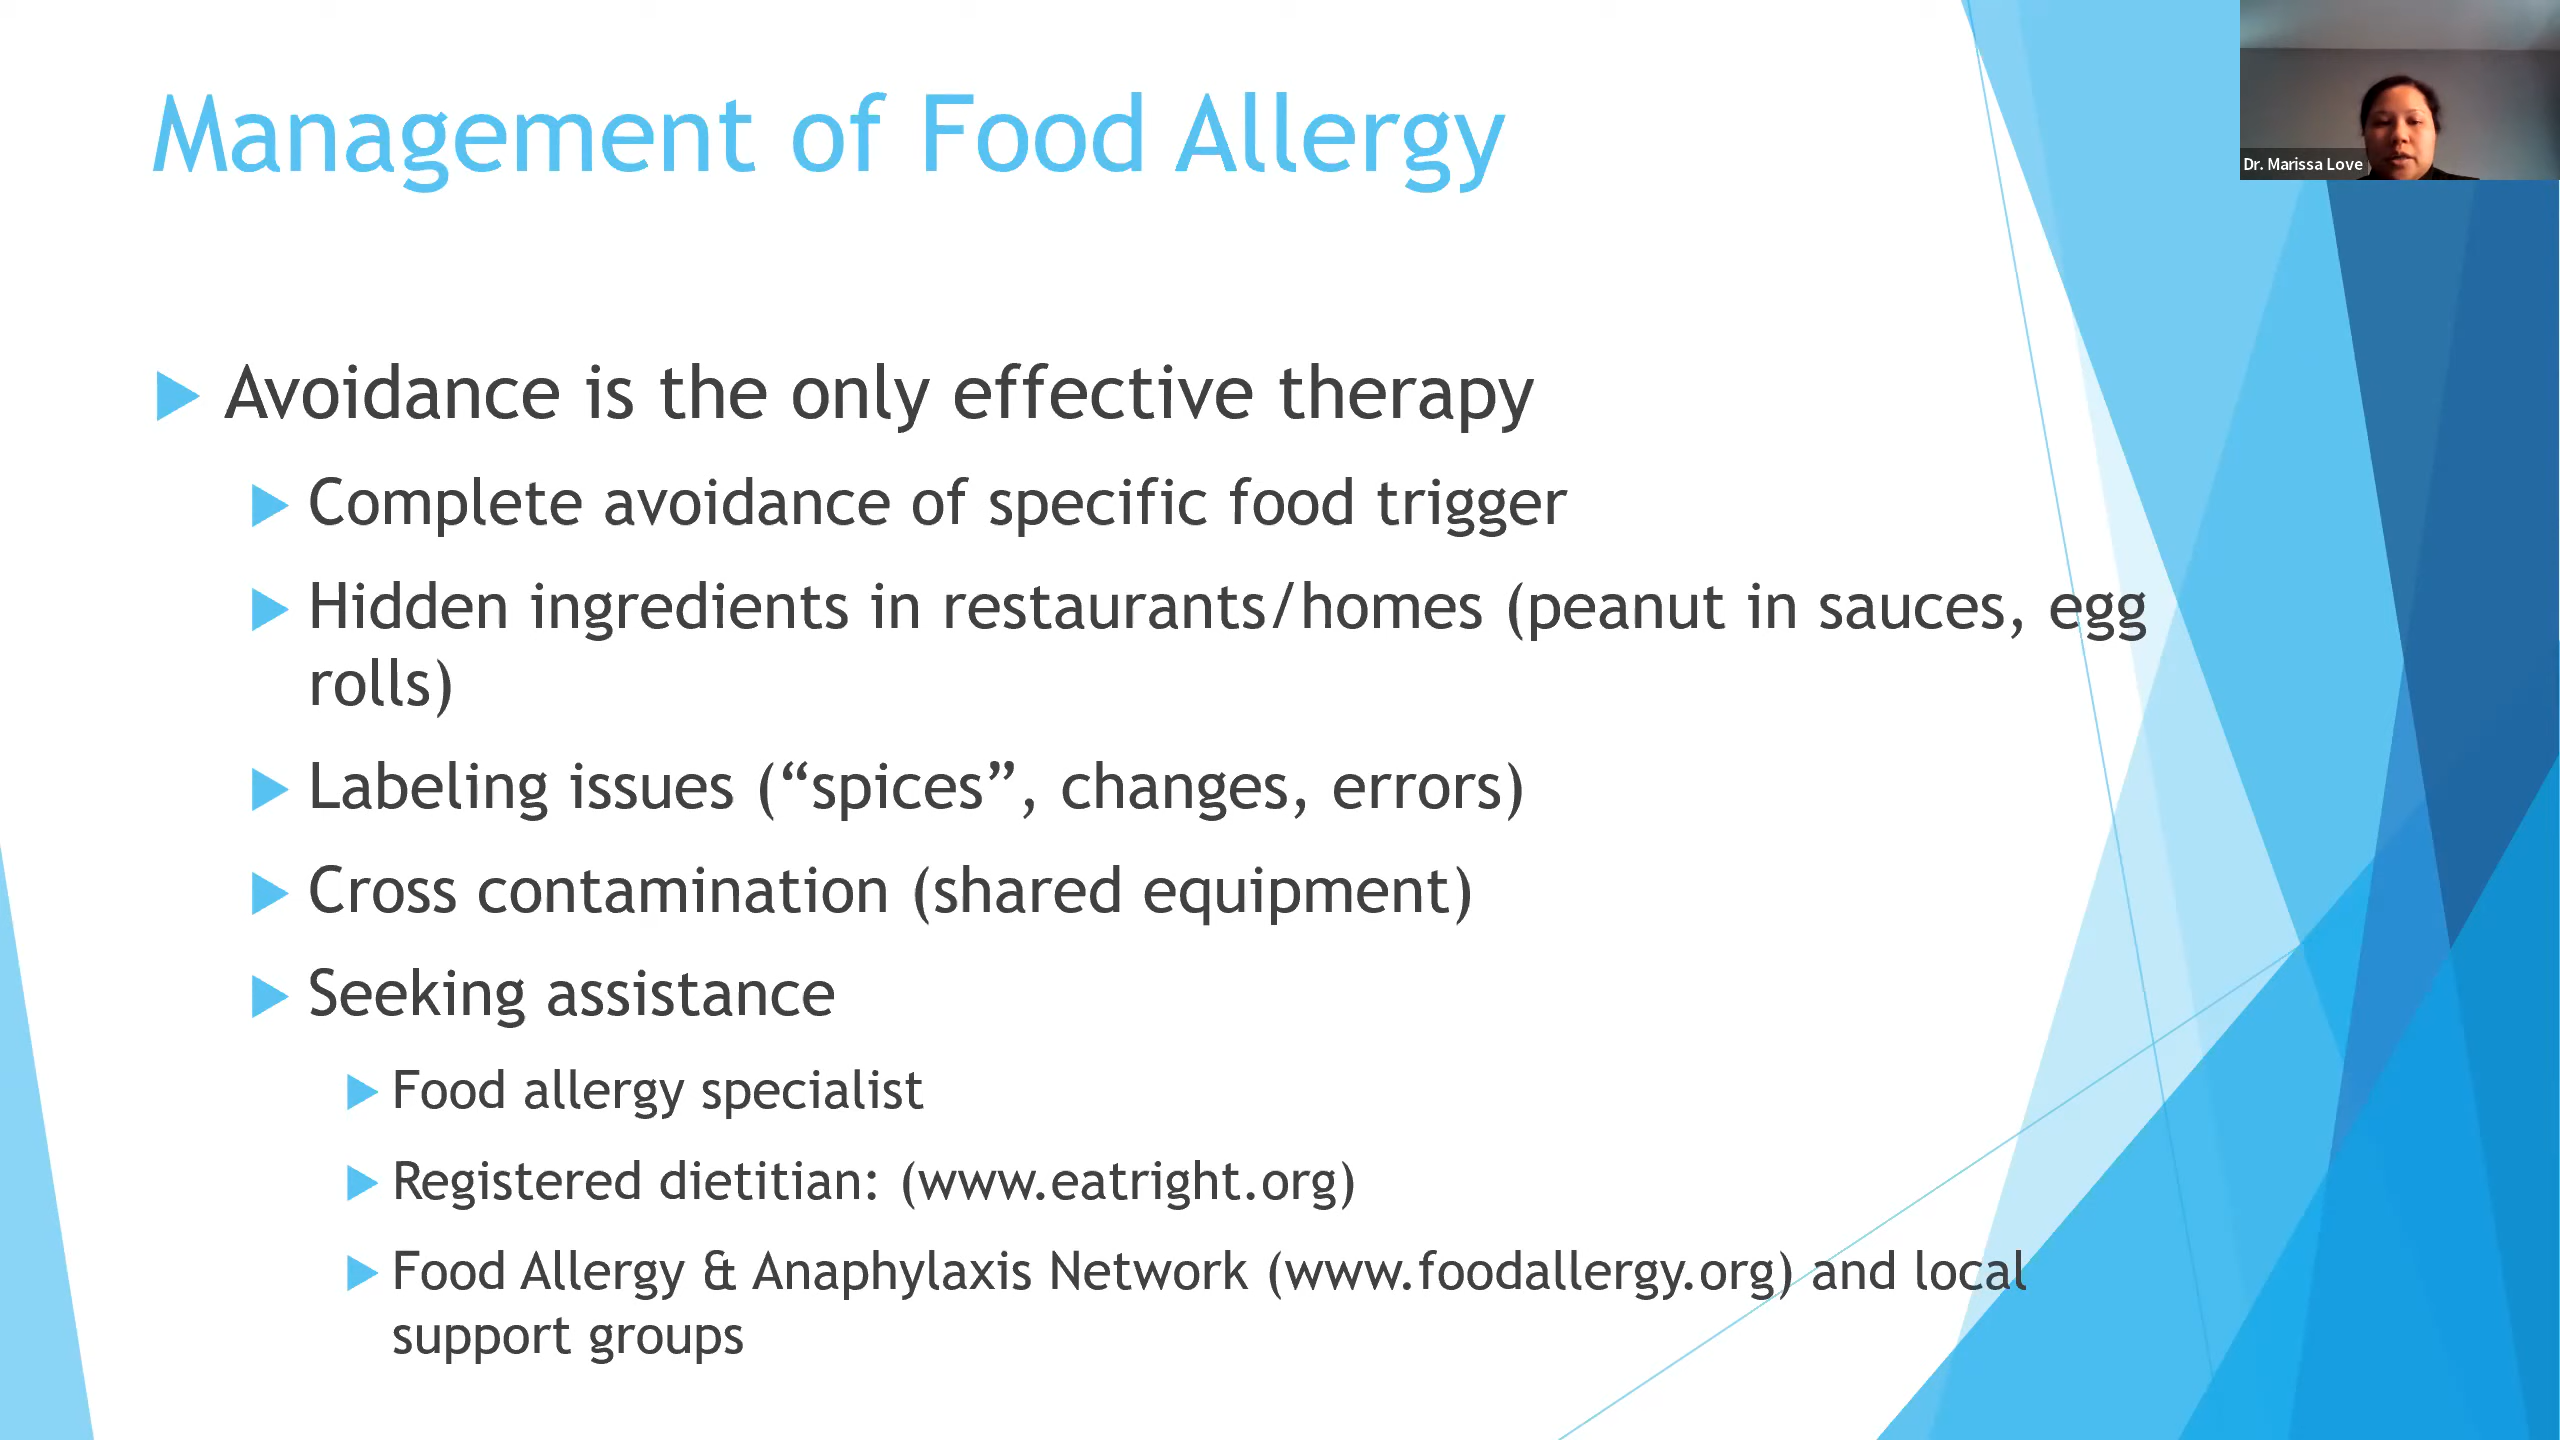 Management of Food Allergy
Dr. Marissa Love
Avoidance is the only effective therapy
Complete avoidance of specific food trigger
Hidden ingredients in restaurants/homes (peanut in sauces, egg
rolls)
Labeling issues (“spices”, changes, errors)
Cross contamination (shared equipment)
Seeking assistance
Food allergy specialist
Registered dietitian: (www.eatright.org)
Food Allergy & Anaphylaxis Network (www.foodallergy.org) and local
support groups